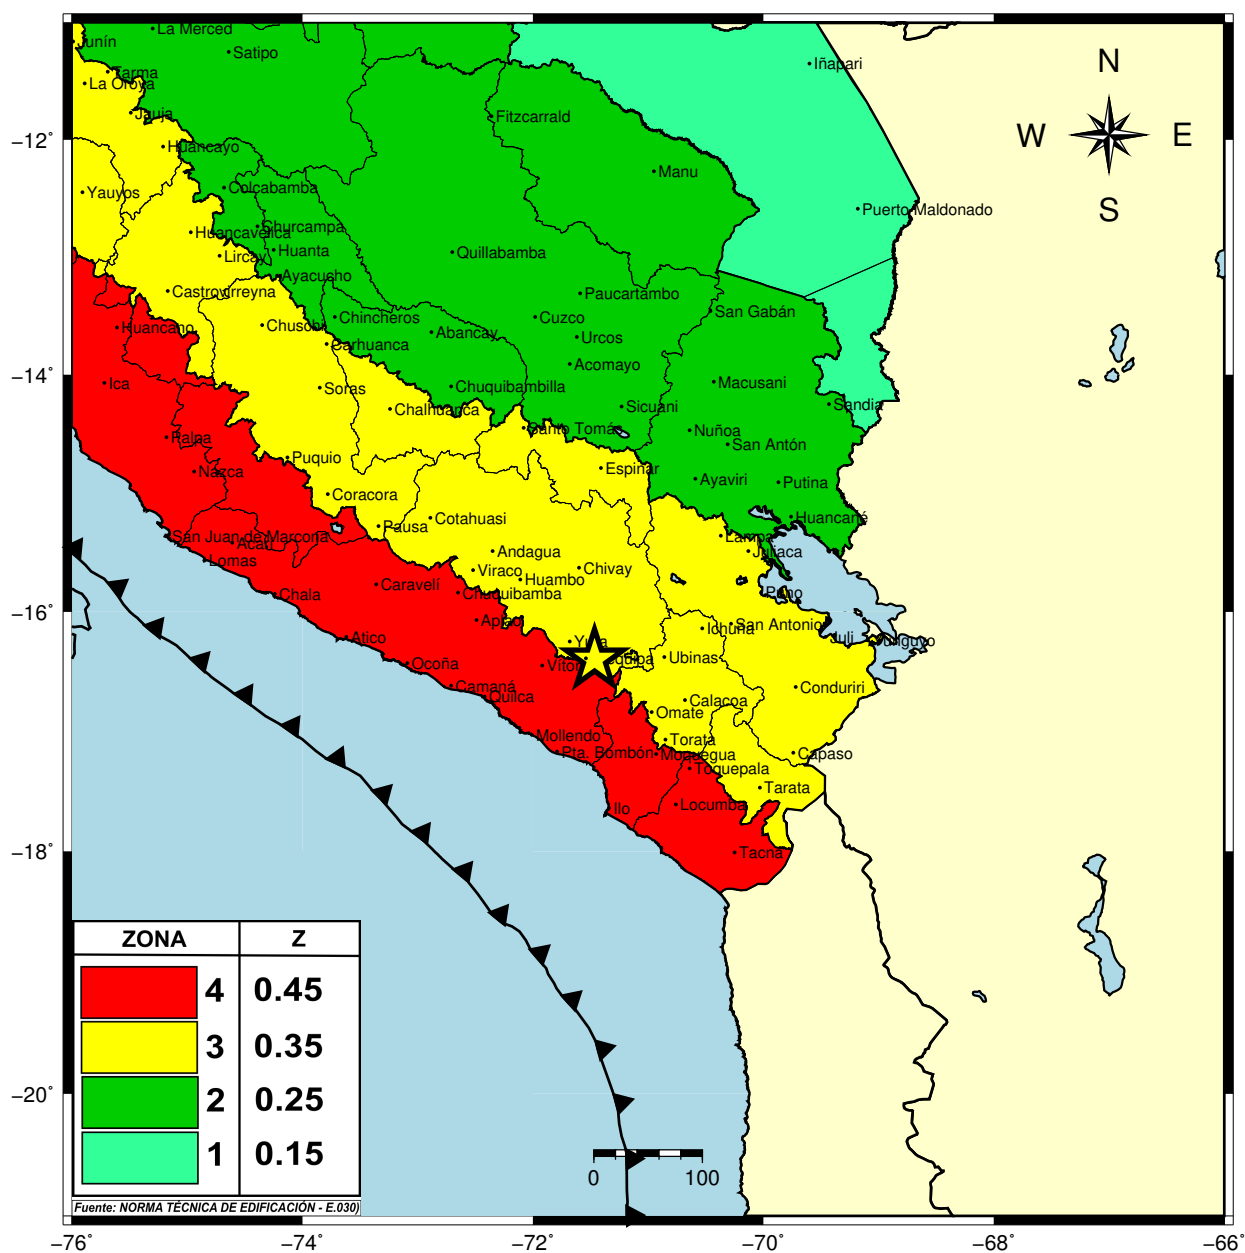 La Merced
Junín
Satipo
Iñapari
Tarma
La Oroya
Jauja
Fitzcarrald
N
W
E
S
−12°
Huancayo
Manu
Colcabamba
Yauyos
Puerto Maldonado
Churcampa
Huancavelica
Huanta
Lircay
Quillabamba
Ayacucho
Castrovirreyna
Paucartambo
San Gabán
Chuschi
Chincheros
Cuzco
Huancano
Abancay
Urcos
Carhuanca
Acomayo
−14°
Ica
Soras
Chuquibambilla
Macusani
Chalhuanca
Sicuani
Sandia
Palpa
Santo Tomás
Nuñoa
San Antón
Puquio
Nazca
Espinar
Ayaviri
Putina
Coracora
Cotahuasi
Huancané
Pausa
San Juan de Marcona
Acarí
Lampa
Juliaca
Andagua
Lomas
Viraco
Chivay
Huambo
Caravelí
Chala
Chuquibamba
Puno
−16°
Aplao
San Antonio
Ichuña
Atico
Yura
Juli
Yunguyo
Ocoña
Vitor
Ubinas
Camaná
Quilca
Conduriri
Calacoa
Omate
Mollendo
Torata
Pta. Bombón
Moquegua
Capaso
Toquepala
Tarata
Ilo
Locumba
−18°
Tacna
ZONA Z
4 0.45
3 0.35
2 0.25
1 0.15
Fuente: NORMA TÉCNICA DE EDIFICACIÓN - E.030)
−20°
0 100
−76° −74° −72° −70° −68° −66°